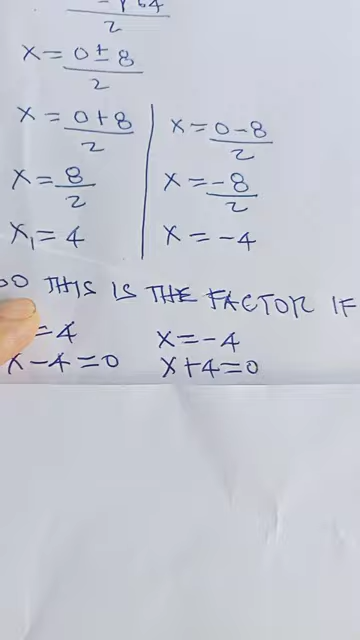 2
x = 0 ± 8
2
x = 0 + 8
2
x = 0 - 8
2
x = 8
2
x = -8
2
x₁ = 4
x = -4
THIS IS THE FACTOR IF
= 4
x = -4
x - 4 = 0
x + 4 = 0